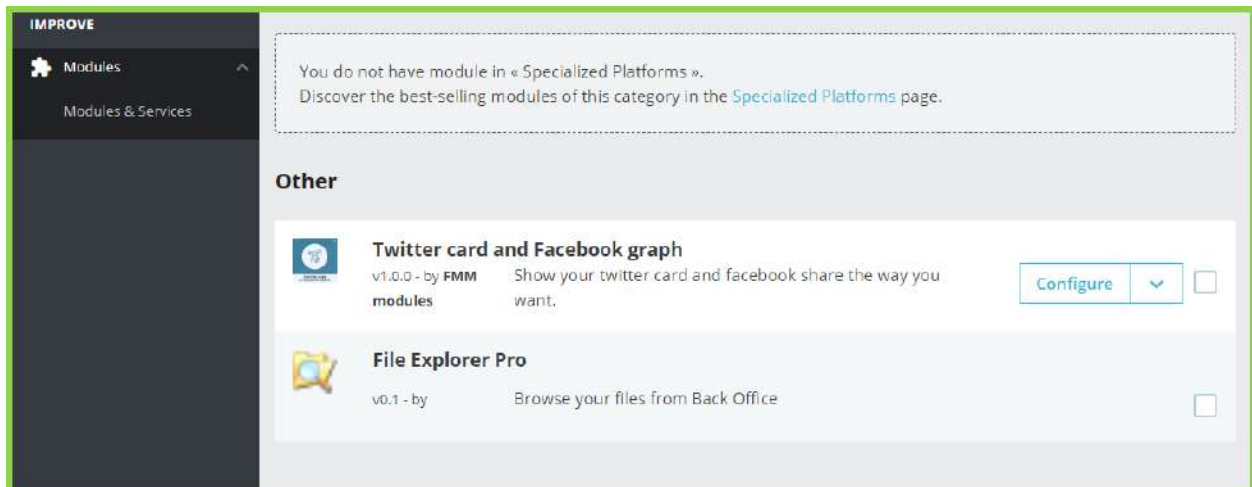 IMPROVE
Modules
Modules & Services
You do not have module in « Specialized Platforms ».
Discover the best-selling modules of this category in the Specialized Platforms page.
Other
Twitter card and Facebook graph
v1.0.0 - by FMM modules
Show your twitter card and facebook share the way you want.
Configure
File Explorer Pro
v0.1 - by
Browse your files from Back Office